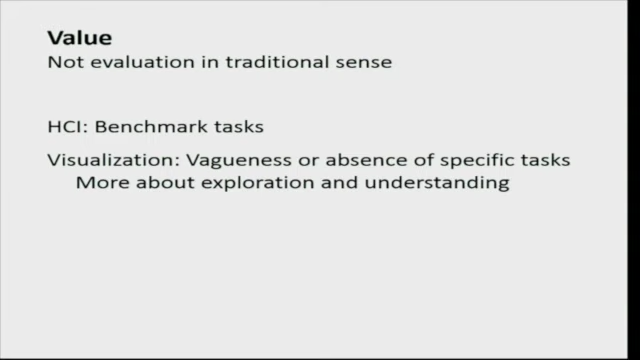 Value
Not evaluation in traditional sense
HCI: Benchmark tasks
Visualization: Vagueness or absence of specific tasks
More about exploration and understanding